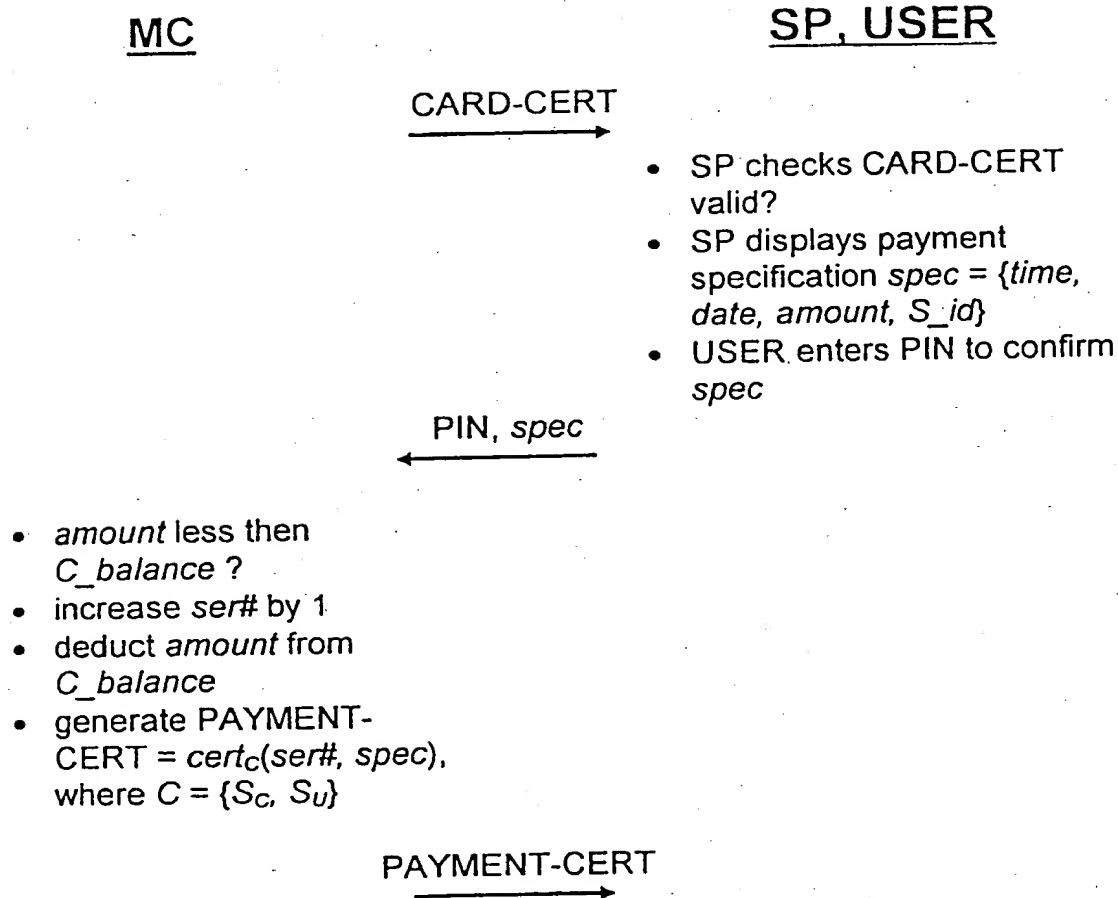 MC
SP, USER
CARD-CERT
• SP checks CARD-CERT
valid?
• SP displays payment
specification spec = {time,
date, amount, S_id}
• USER enters PIN to confirm
spec
PIN, spec
• amount less then
C_balance ?
• increase ser# by 1
• deduct amount from
C_balance
• generate PAYMENT-
CERT = certC(ser#, spec),
where C = {SC, SU}
PAYMENT-CERT